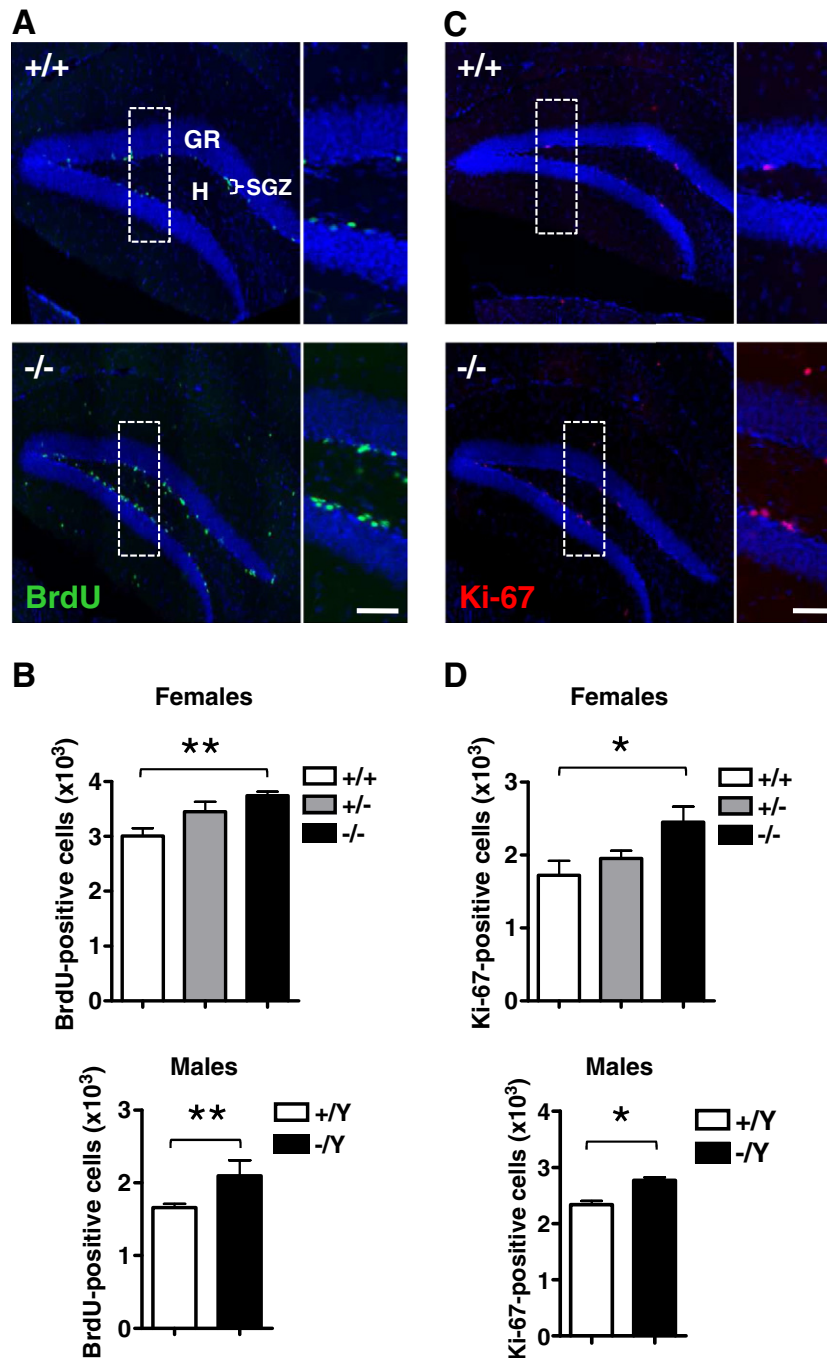 A
+/+
GR
H
SGZ
-/-
BrdU
C
+/+
-/-
Ki-67
B
Females
**
BrdU-positive cells (x10³)
4
3
2
1
0
+/+
+/-
-/-
Males
**
BrdU-positive cells (x10³)
3
2
1
0
+/Y
-/Y
D
Females
*
Ki-67-positive cells (x10³)
3
2
1
0
+/+
+/-
-/-
Males
*
Ki-67-positive cells (x10³)
4
3
2
1
0
+/Y
-/Y